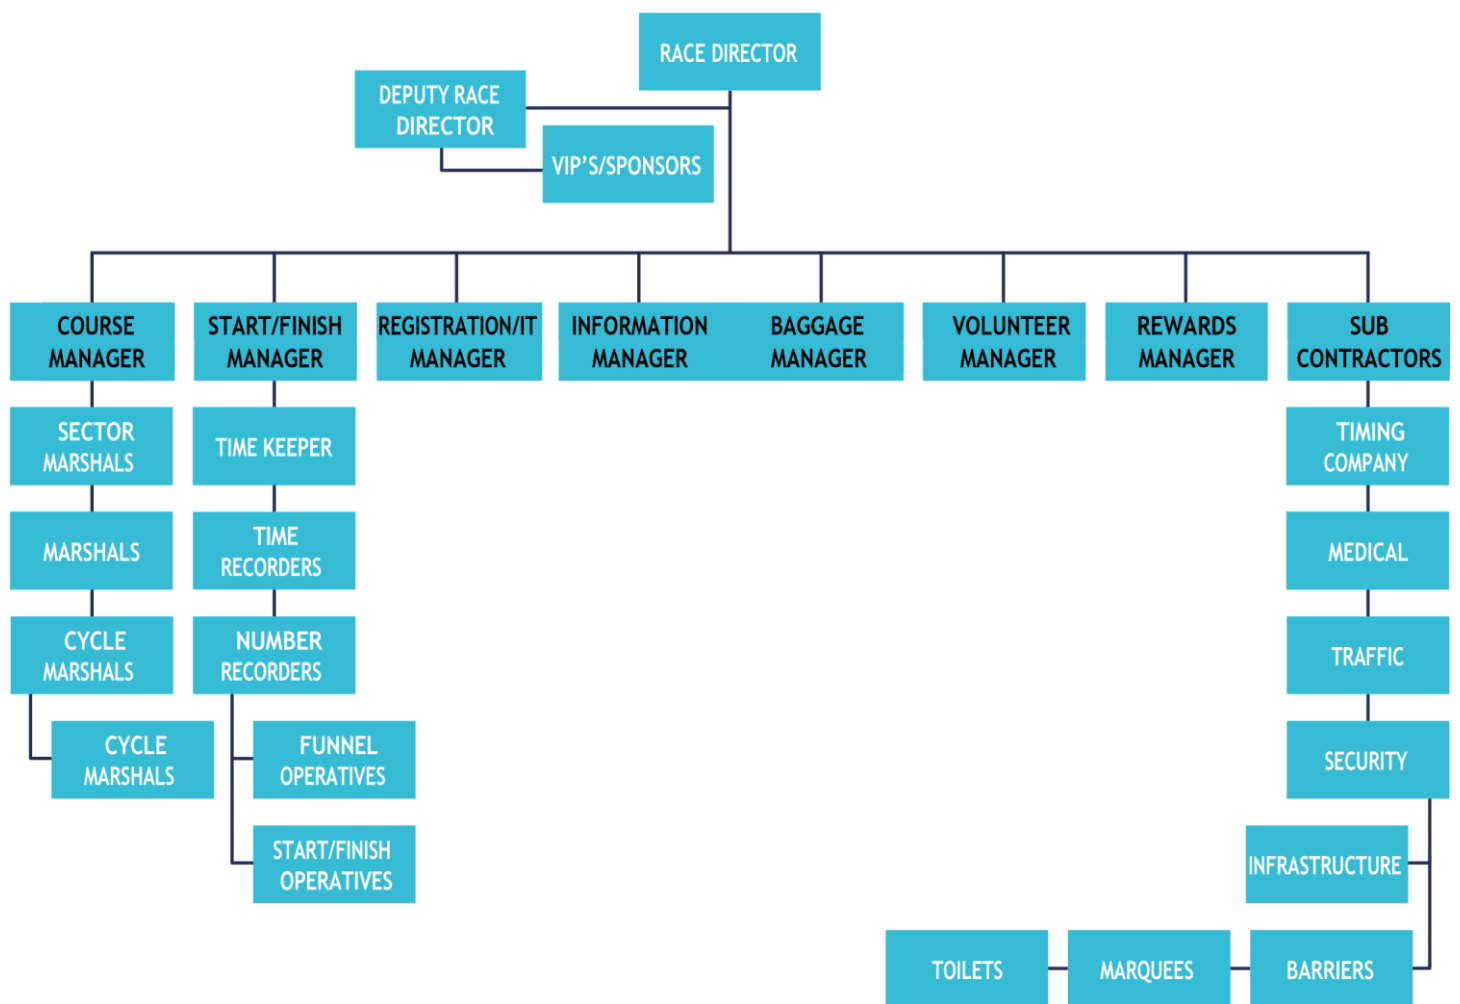 RACE DIRECTOR
DEPUTY RACE
DIRECTOR
VIP'S/SPONSORS
COURSE
MANAGER
START/FINISH
MANAGER
REGISTRATION/IT
MANAGER
INFORMATION
MANAGER
BAGGAGE
MANAGER
VOLUNTEER
MANAGER
REWARDS
MANAGER
SUB
CONTRACTORS
SECTOR
MARSHALS
TIME KEEPER
TIMING
COMPANY
MARSHALS
TIME
RECORDERS
MEDICAL
CYCLE
MARSHALS
NUMBER
RECORDERS
TRAFFIC
CYCLE
MARSHALS
FUNNEL
OPERATIVES
SECURITY
START/FINISH
OPERATIVES
INFRASTRUCTURE
TOILETS
MARQUEES
BARRIERS